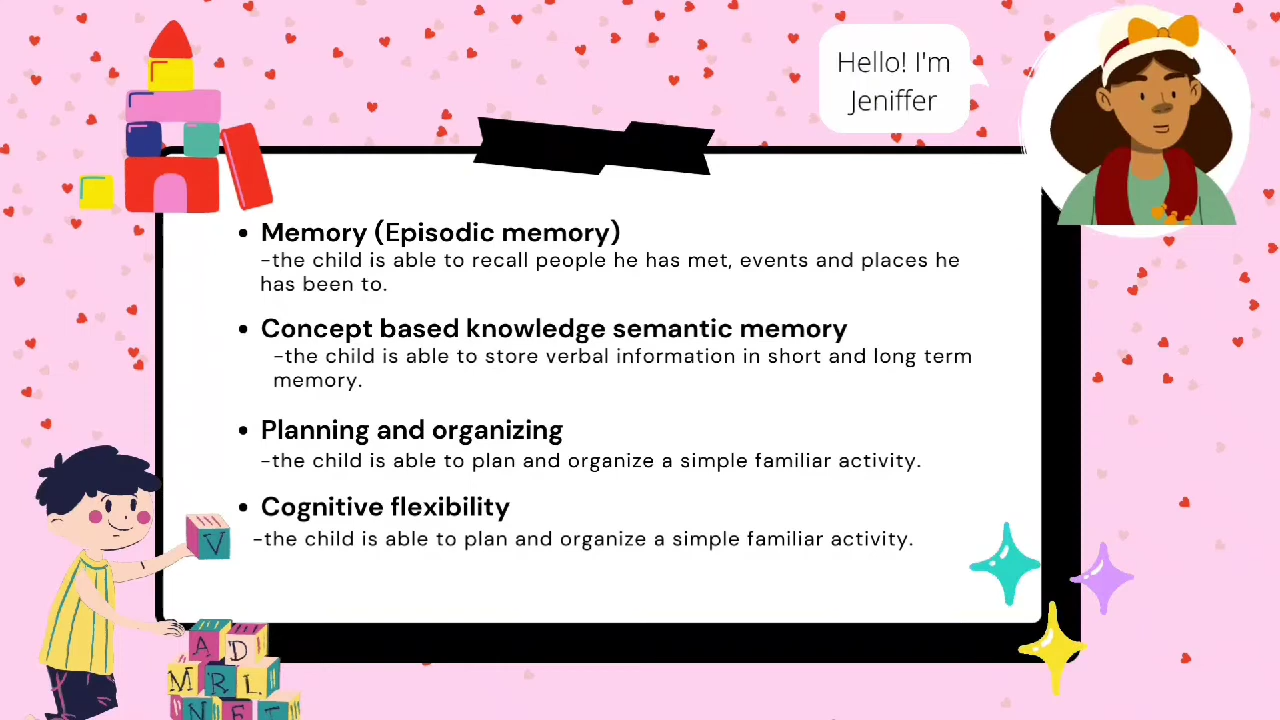 Hello! I'm
Jeniffer
• Memory (Episodic memory)
-the child is able to recall people he has met, events and places he
has been to.
• Concept based knowledge semantic memory
-the child is able to store verbal information in short and long term
memory.
• Planning and organizing
-the child is able to plan and organize a simple familiar activity.
• Cognitive flexibility
-the child is able to plan and organize a simple familiar activity.
V
A D
M R L
N E T